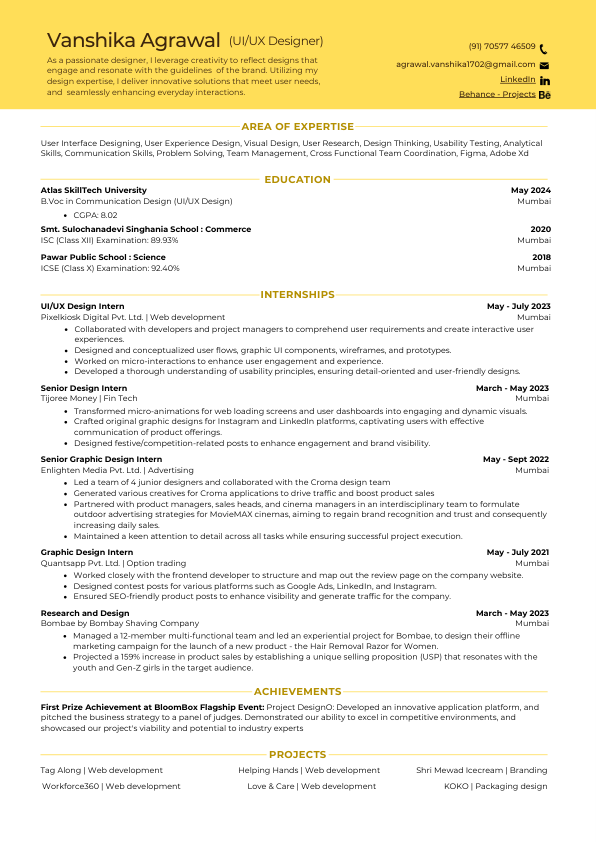 Vanshika Agrawal (UI/UX Designer)
As a passionate designer, I leverage creativity to reflect designs that
engage and resonate with the guidelines of the brand. Utilizing my
design expertise, I deliver innovative solutions that meet user needs,
and seamlessly enhancing everyday interactions.
(91) 70577 46509
agrawal.vanshika1702@gmail.com
LinkedIn in
Behance - Projects Bē
AREA OF EXPERTISE
User Interface Designing, User Experience Design, Visual Design, User Research, Design Thinking, Usability Testing, Analytical
Skills, Communication Skills, Problem Solving, Team Management, Cross Functional Team Coordination, Figma, Adobe Xd
EDUCATION
Atlas SkillTech University May 2024
B.Voc in Communication Design (UI/UX Design) Mumbai
• CGPA: 8.02
Smt. Sulochanadevi Singhania School : Commerce 2020
ISC (Class XII) Examination: 89.93% Mumbai
Pawar Public School : Science 2018
ICSE (Class X) Examination: 92.40% Mumbai
INTERNSHIPS
UI/UX Design Intern May - July 2023
Pixelkiosk Digital Pvt. Ltd. | Web development Mumbai
• Collaborated with developers and project managers to comprehend user requirements and create interactive user
experiences.
• Designed and conceptualized user flows, graphic UI components, wireframes, and prototypes.
• Worked on micro-interactions to enhance user engagement and experience.
• Developed a thorough understanding of usability principles, ensuring detail-oriented and user-friendly designs.
Senior Design Intern March - May 2023
Tijoree Money | Fin Tech Mumbai
• Transformed micro-animations for web loading screens and user dashboards into engaging and dynamic visuals.
• Crafted original graphic designs for Instagram and LinkedIn platforms, captivating users with effective
communication of product offerings.
• Designed festive/competition-related posts to enhance engagement and brand visibility.
Senior Graphic Design Intern May - Sept 2022
Enlighten Media Pvt. Ltd. | Advertising Mumbai
• Led a team of 4 junior designers and collaborated with the Croma design team
• Generated various creatives for Croma applications to drive traffic and boost product sales
• Partnered with product managers, sales heads, and cinema managers in an interdisciplinary team to formulate
outdoor advertising strategies for MovieMAX cinemas, aiming to regain brand recognition and trust and consequently
increasing daily sales.
• Maintained a keen attention to detail across all tasks while ensuring successful project execution.
Graphic Design Intern May - July 2021
Quantsapp Pvt. Ltd. | Option trading Mumbai
• Worked closely with the frontend developer to structure and map out the review page on the company website.
• Designed contest posts for various platforms such as Google Ads, LinkedIn, and Instagram.
• Ensured SEO-friendly product posts to enhance visibility and generate traffic for the company.
Research and Design March - May 2023
Bombae by Bombay Shaving Company Mumbai
• Managed a 12-member multi-functional team and led an experiential project for Bombae, to design their offline
marketing campaign for the launch of a new product - the Hair Removal Razor for Women.
• Projected a 159% increase in product sales by establishing a unique selling proposition (USP) that resonates with the
youth and Gen-Z girls in the target audience.
ACHIEVEMENTS
First Prize Achievement at BloomBox Flagship Event: Project DesignO: Developed an innovative application platform, and
pitched the business strategy to a panel of judges. Demonstrated our ability to excel in competitive environments, and
showcased our project's viability and potential to industry experts
PROJECTS
Tag Along | Web development Helping Hands | Web development Shri Mewad Icecream | Branding
Workforce360 | Web development Love & Care | Web development KOKO | Packaging design